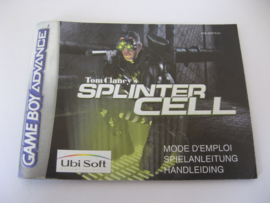 GAME BOY ADVANCE
Tom Clancy's
SPLINTER
CELL
Ubi Soft
MODE D'EMPLOI
SPIELANLEITUNG
HANDLEIDING